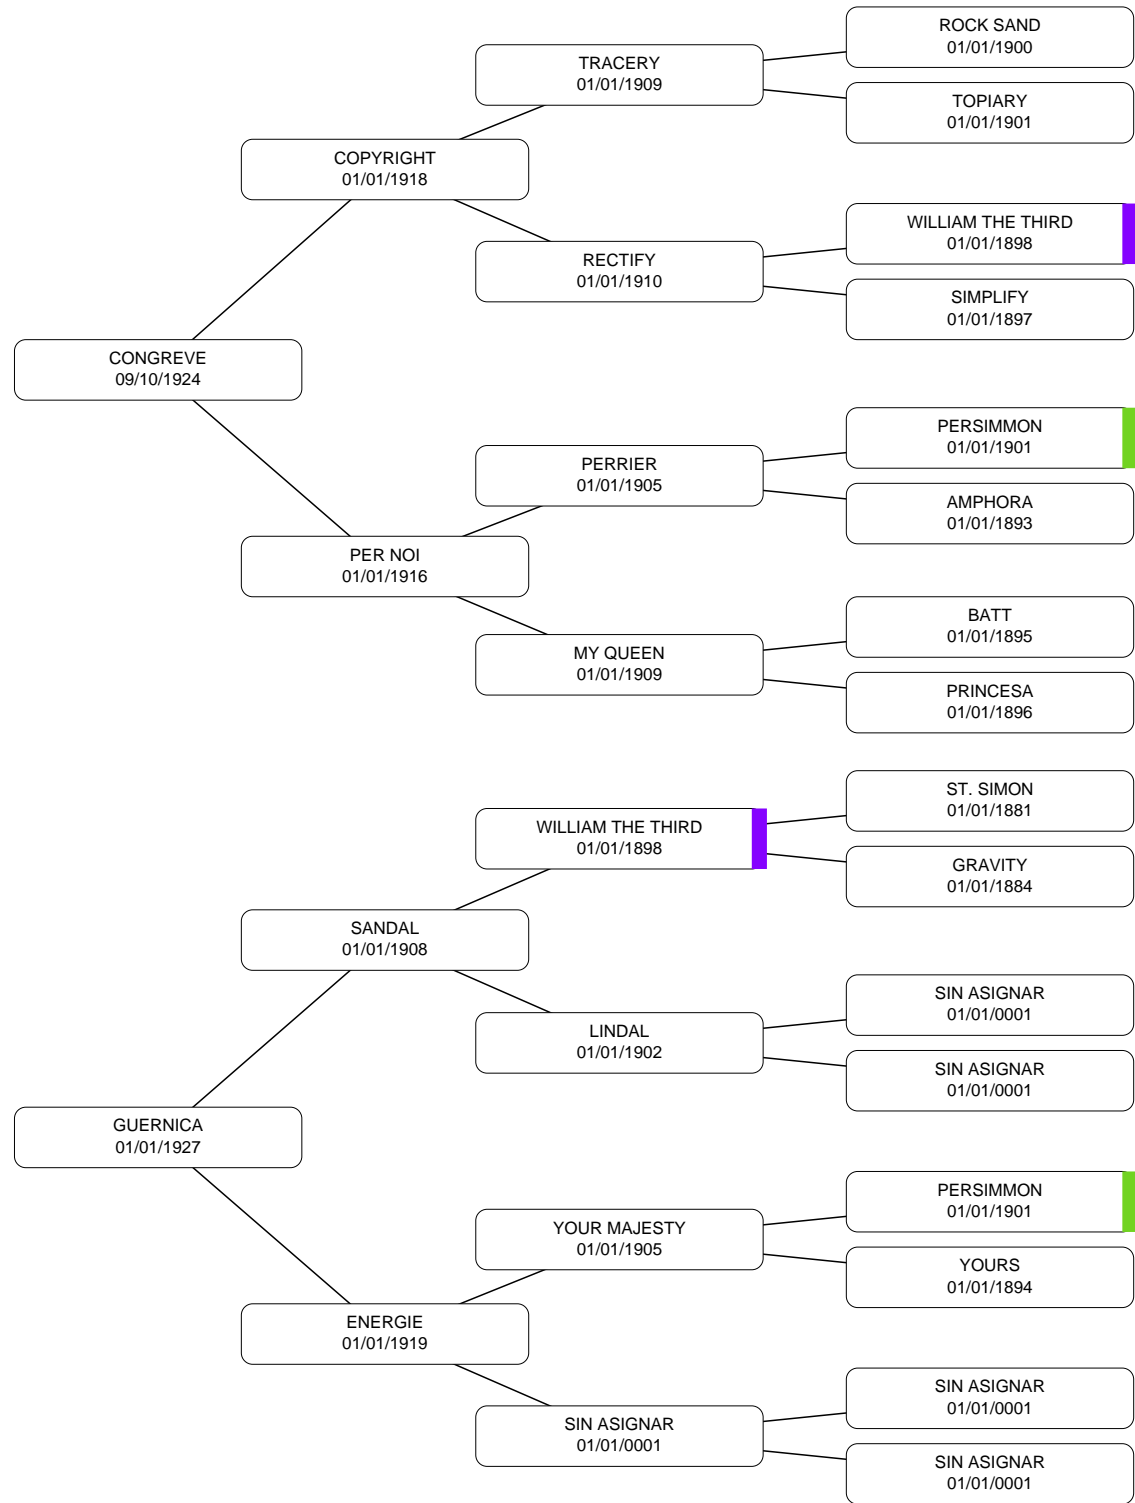 ROCK SAND
01/01/1900
TRACERY
01/01/1909
TOPIARY
01/01/1901
COPYRIGHT
01/01/1918
WILLIAM THE THIRD
01/01/1898
RECTIFY
01/01/1910
SIMPLIFY
01/01/1897
CONGREVE
09/10/1924
PERSIMMON
01/01/1901
PERRIER
01/01/1905
AMPHORA
01/01/1893
PER NOI
01/01/1916
BATT
01/01/1895
MY QUEEN
01/01/1909
PRINCESA
01/01/1896
ST. SIMON
01/01/1881
WILLIAM THE THIRD
01/01/1898
GRAVITY
01/01/1884
SANDAL
01/01/1908
SIN ASIGNAR
01/01/0001
LINDAL
01/01/1902
SIN ASIGNAR
01/01/0001
GUERNICA
01/01/1927
PERSIMMON
01/01/1901
YOUR MAJESTY
01/01/1905
YOURS
01/01/1894
ENERGIE
01/01/1919
SIN ASIGNAR
01/01/0001
SIN ASIGNAR
01/01/0001
SIN ASIGNAR
01/01/0001